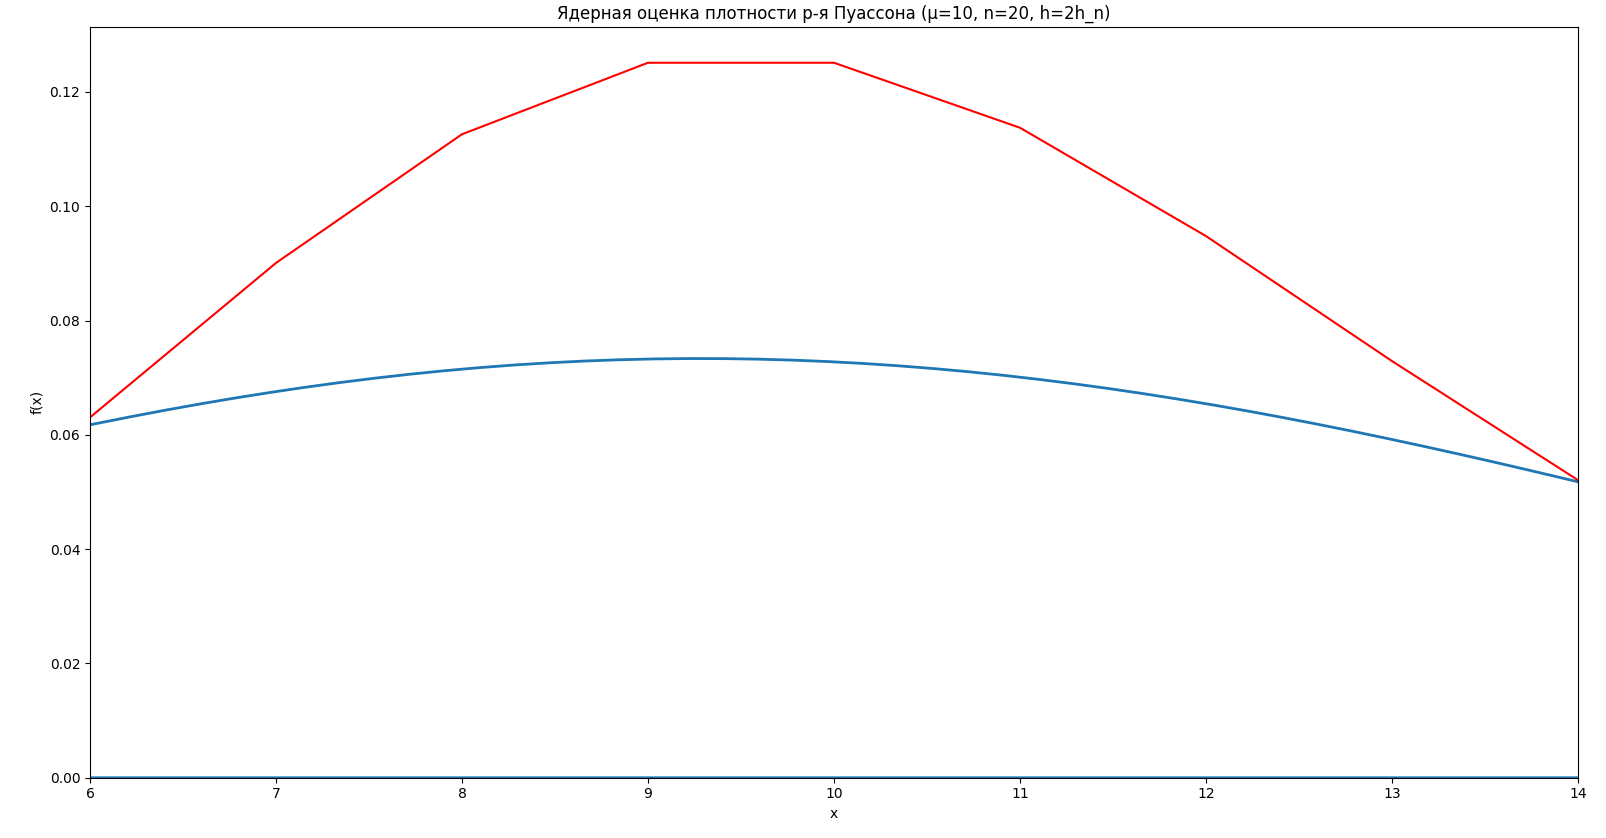 Ядерная оценка плотности р-я Пуассона (μ=10, n=20, h=2h_n)
0.12
0.10
0.08
f(x)
0.06
0.04
0.02
0.00
6 7 8 9 10 11 12 13 14
x